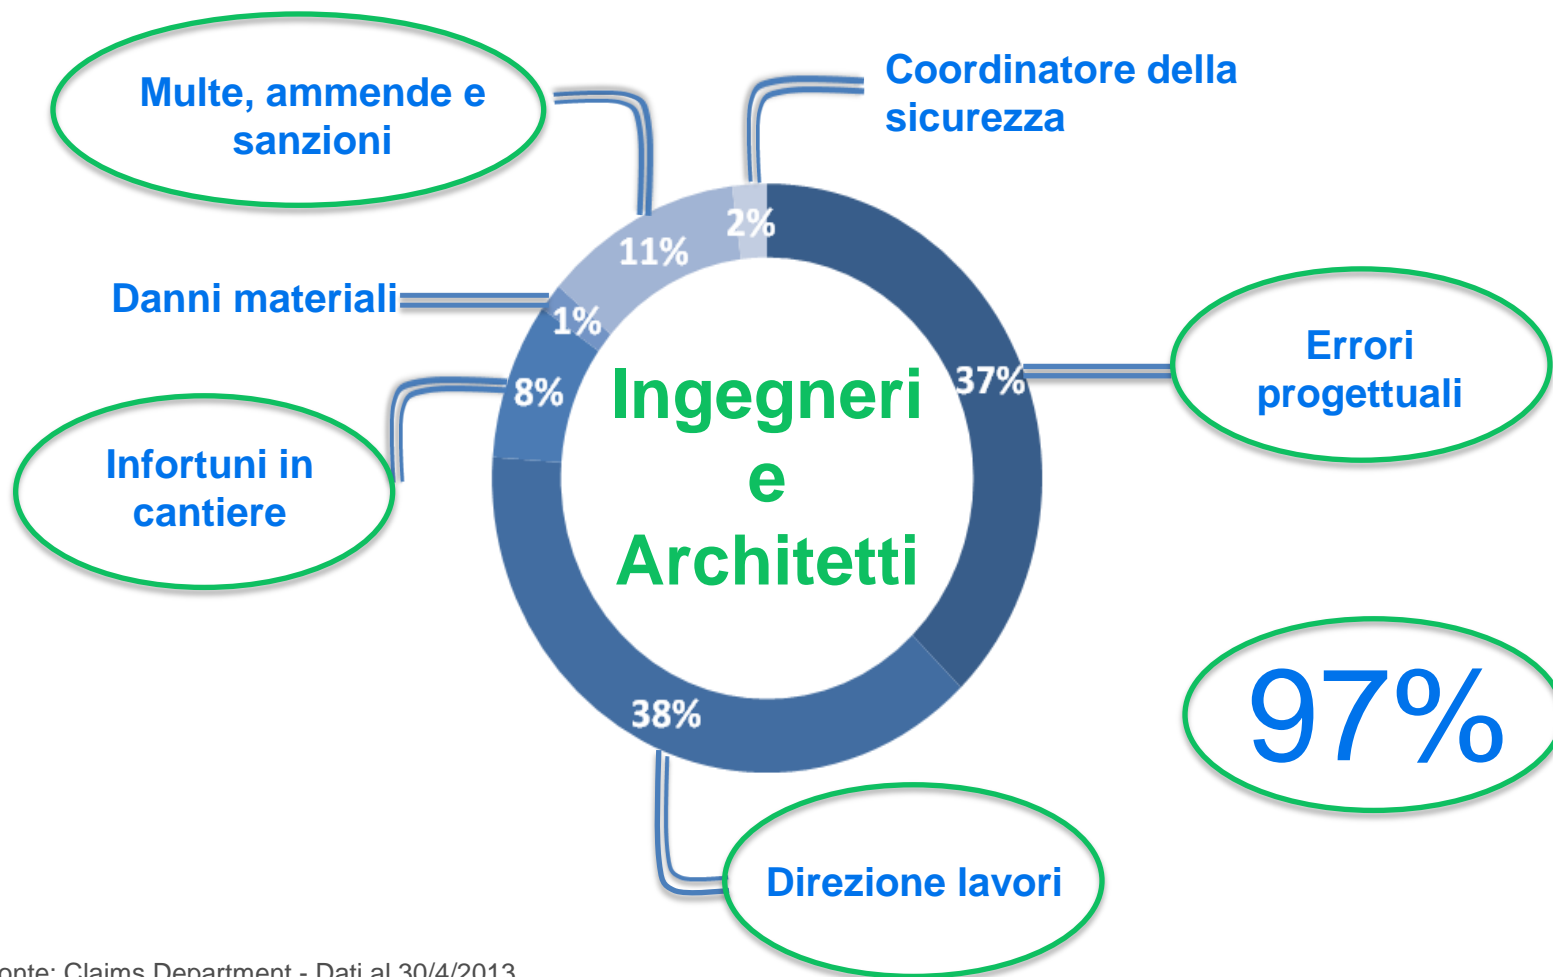 Multe, ammende e
sanzioni
Coordinatore della
sicurezza
2%
11%
Danni materiali
1%
8%
37%
Errori
progettuali
Ingegneri
e
Architetti
Infortuni in
cantiere
38%
97%
Direzione lavori
onte: Claims Department - Dati al 30/4/2013